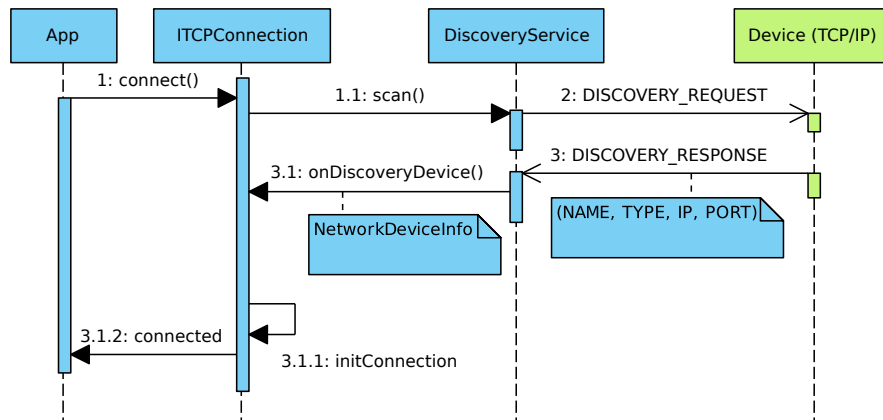 App
ITCPConnection
DiscoveryService
Device (TCP/IP)
1: connect()
1.1: scan()
2: DISCOVERY_REQUEST
3: DISCOVERY_RESPONSE
3.1: onDiscoveryDevice()
(NAME, TYPE, IP, PORT)
NetworkDeviceInfo
3.1.2: connected
3.1.1: initConnection